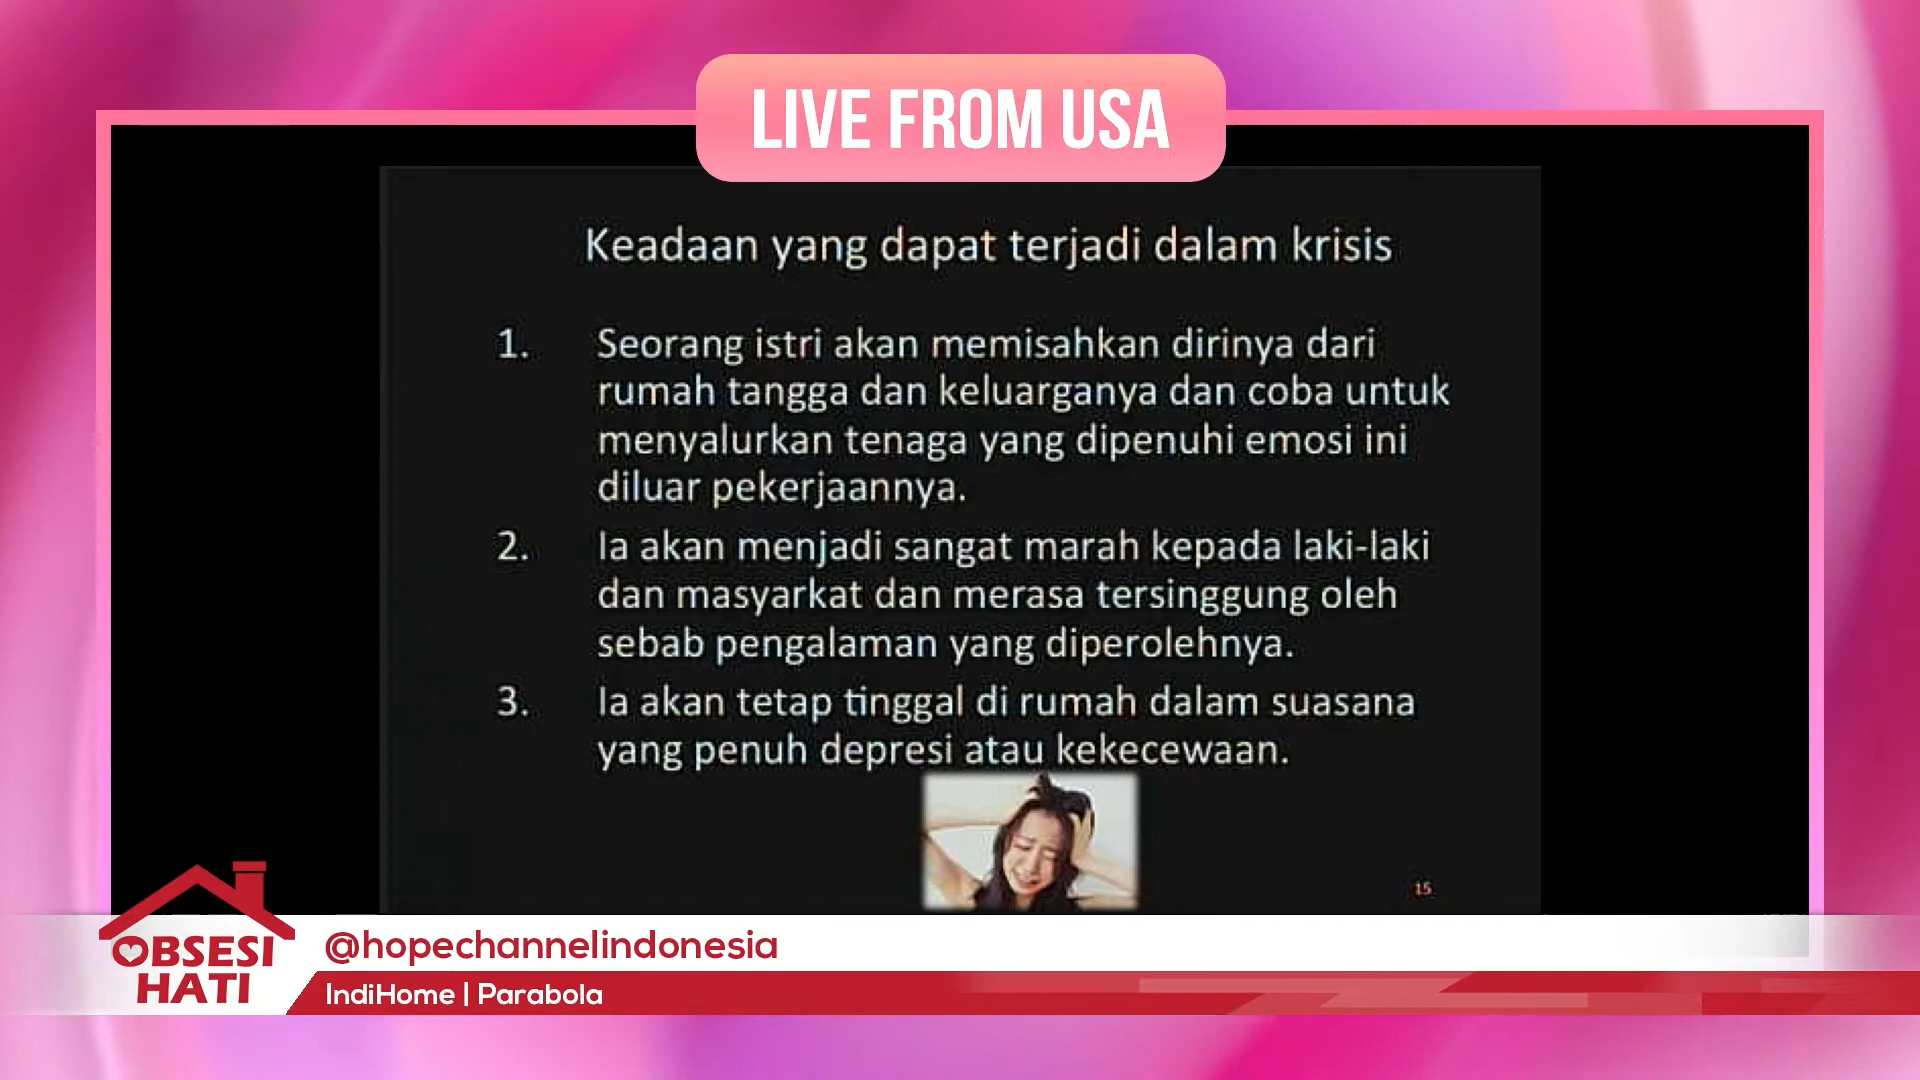 LIVE FROM USA
Keadaan yang dapat terjadi dalam krisis
1. Seorang istri akan memisahkan dirinya dari
rumah tangga dan keluarganya dan coba untuk
menyalurkan tenaga yang dipenuhi emosi ini
diluar pekerjaannya.
2. Ia akan menjadi sangat marah kepada laki-laki
dan masyarkat dan merasa tersinggung oleh
sebab pengalaman yang diperolehnya.
3. Ia akan tetap tinggal di rumah dalam suasana
yang penuh depresi atau kekecewaan.
15
OBSESI
HATI
@hopechannelindonesia
IndiHome | Parabola